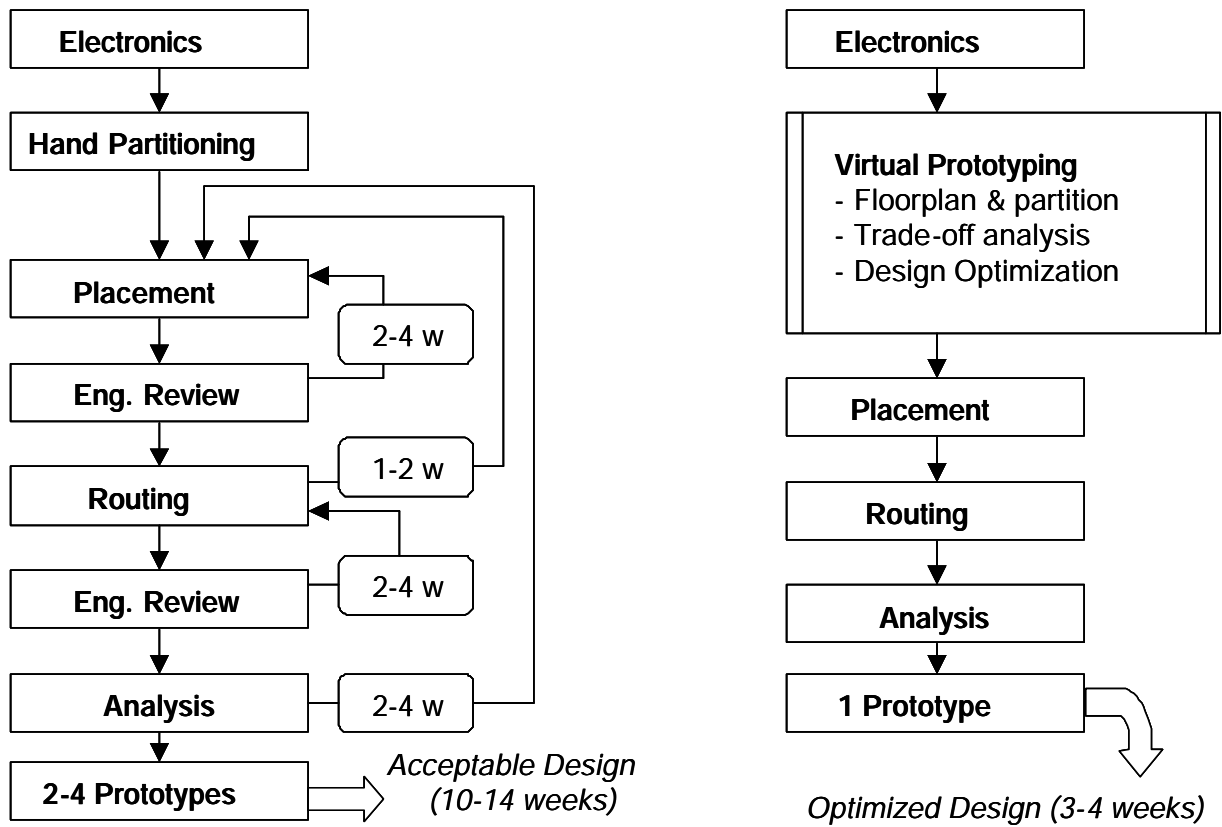 Electronics
Hand Partitioning
Placement
2-4 w
Eng. Review
1-2 w
Routing
2-4 w
Eng. Review
Analysis
2-4 w
2-4 Prototypes
Acceptable Design
(10-14 weeks)
Electronics
Virtual Prototyping
- Floorplan & partition
- Trade-off analysis
- Design Optimization
Placement
Routing
Analysis
1 Prototype
Optimized Design (3-4 weeks)